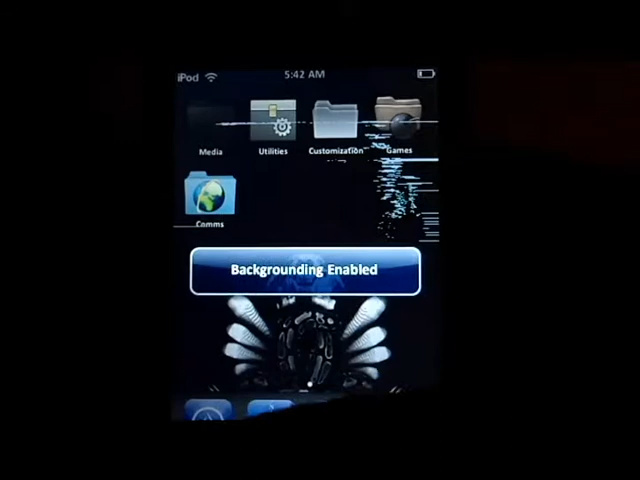 iPod 5:42 AM
Media Utilities Customization Games
Comms
Backgrounding Enabled